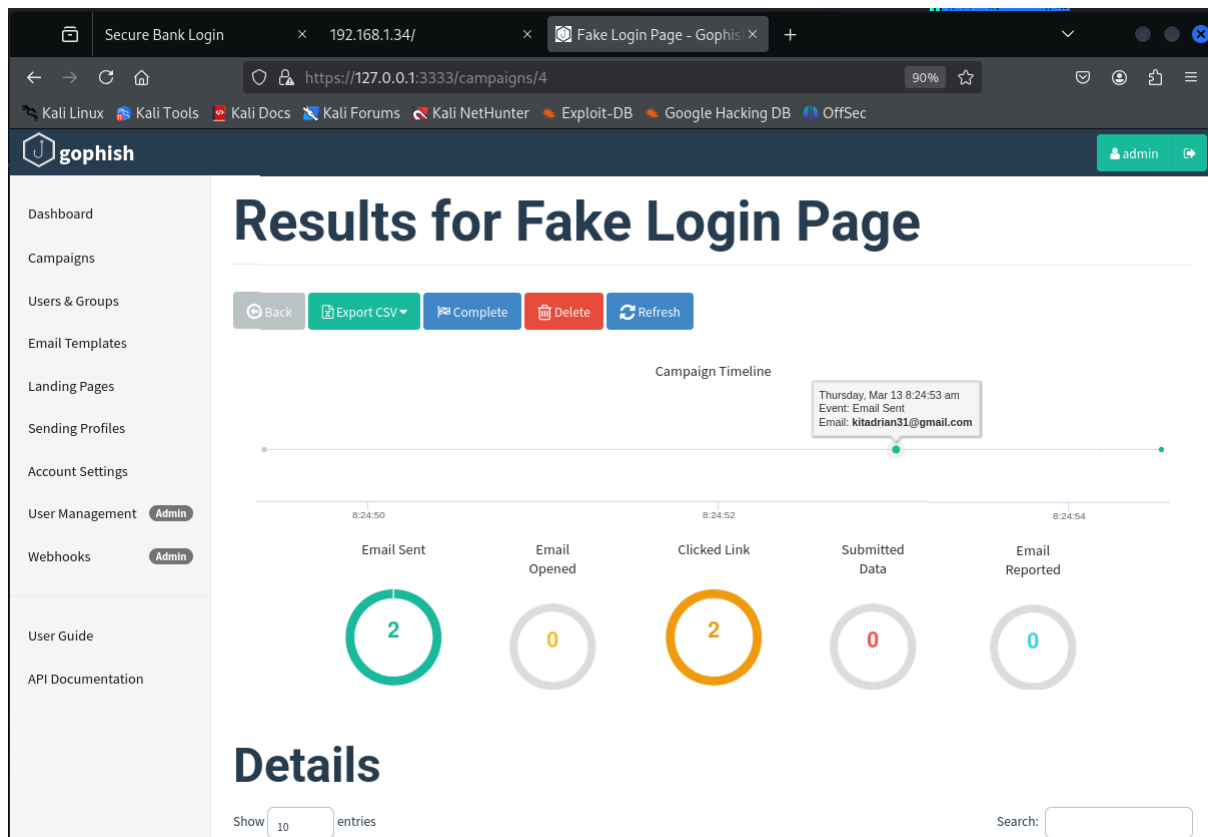 Secure Bank Login × 192.168.1.34/ × Fake Login Page - Gophis × +
https://127.0.0.1:3333/campaigns/4 90%
Kali Linux Kali Tools Kali Docs Kali Forums Kali NetHunter Exploit-DB Google Hacking DB OffSec
gophish admin
Dashboard
Campaigns
Users & Groups
Email Templates
Landing Pages
Sending Profiles
Account Settings
User Management Admin
Webhooks Admin
User Guide
API Documentation
Results for Fake Login Page
Back Export CSV Complete Delete Refresh
Campaign Timeline
Thursday, Mar 13 8:24:53 am
Event: Email Sent
Email: kitadrian31@gmail.com
8:24:50 8:24:52 8:24:54
Email Sent
2
Email
Opened
0
Clicked Link
2
Submitted
Data
0
Email
Reported
0
Details
Show 10 entries Search: